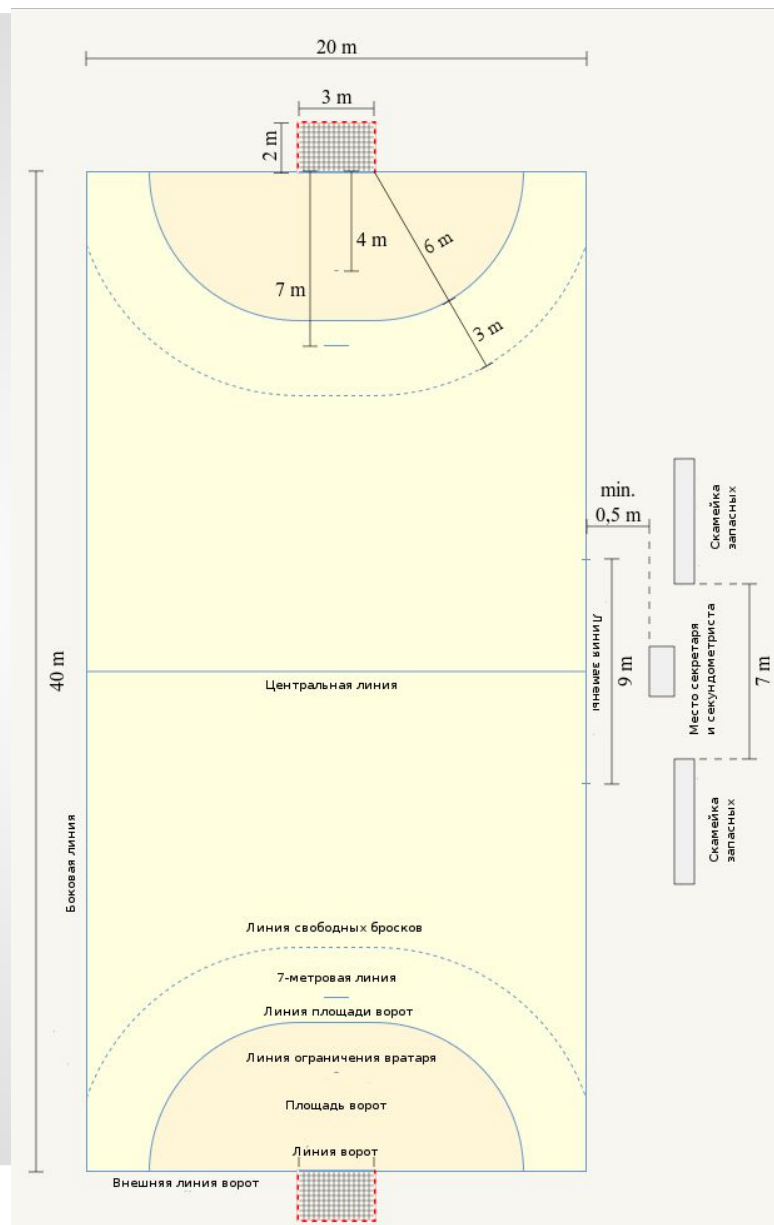 20 m
3 m
2 m
4 m
6 m
7 m
3 m
min.
0,5 m
Скамейка
запасных
Линия замены
9 m
Место секретаря
и секундометриста
7 m
40 m
Центральная линия
Скамейка
запасных
Боковая линия
Линия свободных бросков
7-метровая линия
Линия площади ворот
Линия ограничения вратаря
Площадь ворот
Линия ворот
Внешняя линия ворот